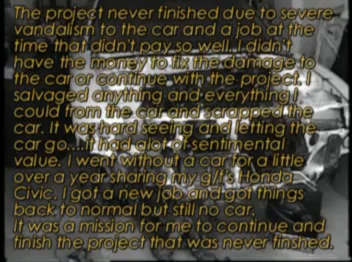 The project never finished due to severe
vandalism to the car and a job at the
time that didn't pay so well. I didn't
have the money to fix the damage to
the car or continue with the project. I
salvaged anything and everything I
could from the car and scrapped the
car. It was hard seeing and letting the
car go....It had alot of sentimental
value. I went without a car for a little
over a year sharing my g/f's Honda
Civic. I got a new job and got things
back to normal but still no car.
It was a mission for me to continue and
finish the project that was never finshed.